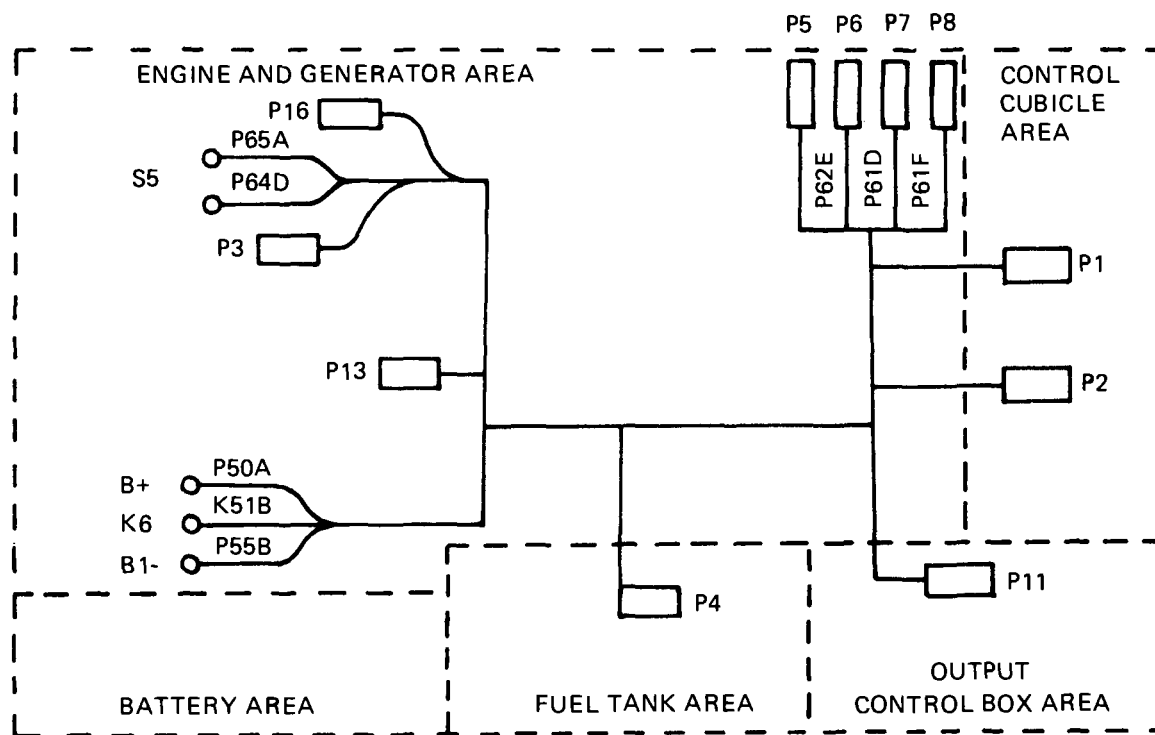 P5 P6 P7 P8
ENGINE AND GENERATOR AREA
CONTROL
CUBICLE
AREA
P16
P65A
S5
P64D
P62E
P61D
P61F
P3
P1
P13
P2
P50A
B+
K51B
K6
P55B
B1-
P4
P11
BATTERY AREA
FUEL TANK AREA
OUTPUT
CONTROL BOX AREA